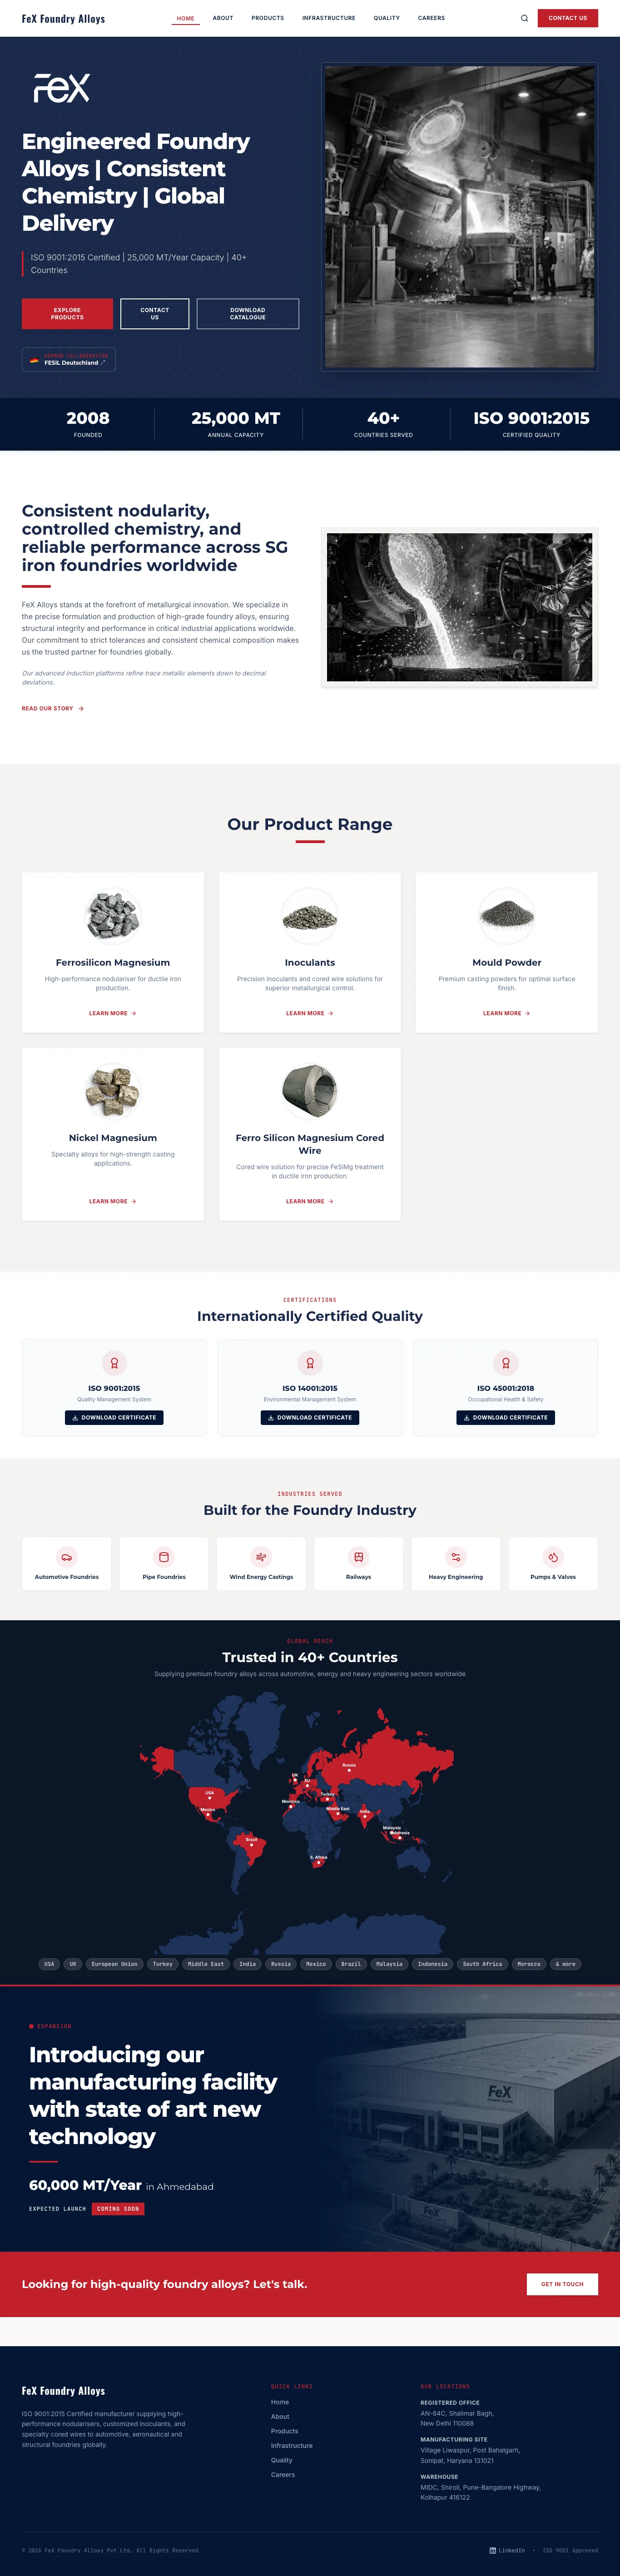 FeX Foundry Alloys
HOME
ABOUT
PRODUCTS
INFRASTRUCTURE
QUALITY
CAREERS
CONTACT US
FeX
Engineered Foundry
Alloys | Consistent
Chemistry | Global
Delivery
ISO 9001:2015 Certified | 25,000 MT/Year Capacity | 40+
Countries
EXPLORE
PRODUCTS
CONTACT
US
DOWNLOAD
CATALOGUE
GERMAN COLLABORATION
FESIL Deutschland ↗
2008
FOUNDED
25,000 MT
ANNUAL CAPACITY
40+
COUNTRIES SERVED
ISO 9001:2015
CERTIFIED QUALITY
Consistent nodularity,
controlled chemistry, and
reliable performance across SG
iron foundries worldwide
FeX Alloys stands at the forefront of metallurgical innovation. We specialize in
the precise formulation and production of high-grade foundry alloys, ensuring
structural integrity and performance in critical industrial applications worldwide.
Our commitment to strict tolerances and consistent chemical composition makes
us the trusted partner for foundries globally.
Our advanced induction platforms refine trace metallic elements down to decimal
deviations.
READ OUR STORY →
Our Product Range
Ferrosilicon Magnesium
High-performance nodulariser for ductile iron
production.
LEARN MORE →
Inoculants
Precision inoculants and cored wire solutions for
superior metallurgical control.
LEARN MORE →
Mould Powder
Premium casting powders for optimal surface
finish.
LEARN MORE →
Nickel Magnesium
Specialty alloys for high-strength casting
applications.
LEARN MORE →
Ferro Silicon Magnesium Cored
Wire
Cored wire solution for precise FeSiMg treatment
in ductile iron production.
LEARN MORE →
CERTIFICATIONS
Internationally Certified Quality
ISO 9001:2015
Quality Management System
DOWNLOAD CERTIFICATE
ISO 14001:2015
Environmental Management System
DOWNLOAD CERTIFICATE
ISO 45001:2018
Occupational Health & Safety
DOWNLOAD CERTIFICATE
INDUSTRIES SERVED
Built for the Foundry Industry
Automotive Foundries
Pipe Foundries
Wind Energy Castings
Railways
Heavy Engineering
Pumps & Valves
GLOBAL REACH
Trusted in 40+ Countries
Supplying premium foundry alloys across automotive, energy and heavy engineering sectors worldwide
Russia
UK
EU
USA
Turkey
Morocco
Mexico
Middle East
India
Malaysia
Indonesia
Brazil
S. Africa
USA
UK
European Union
Turkey
Middle East
India
Russia
Mexico
Brazil
Malaysia
Indonesia
South Africa
Morocco
& more
EXPANSION
Introducing our
manufacturing facility
with state of art new
technology
60,000 MT/Year in Ahmedabad
EXPECTED LAUNCH
COMING SOON
FeX
FOUNDRY ALLOYS
FeX
Looking for high-quality foundry alloys? Let's talk.
GET IN TOUCH
FeX Foundry Alloys
ISO 9001:2015 Certified manufacturer supplying high-
performance nodularisers, customized inoculants, and
specialty cored wires to automotive, aeronautical and
structural foundries globally.
QUICK LINKS
Home
About
Products
Infrastructure
Quality
Careers
OUR LOCATIONS
REGISTERED OFFICE
AN-64C, Shalimar Bagh,
New Delhi 110088
MANUFACTURING SITE
Village Liwaspur, Post Bahalgarh,
Sonipat, Haryana 131021
WAREHOUSE
MIDC, Shiroli, Pune-Bangalore Highway,
Kolhapur 416122
© 2026 FeX Foundry Alloys Pvt Ltd. All Rights Reserved.
LinkedIn • ISO 9001 Approved